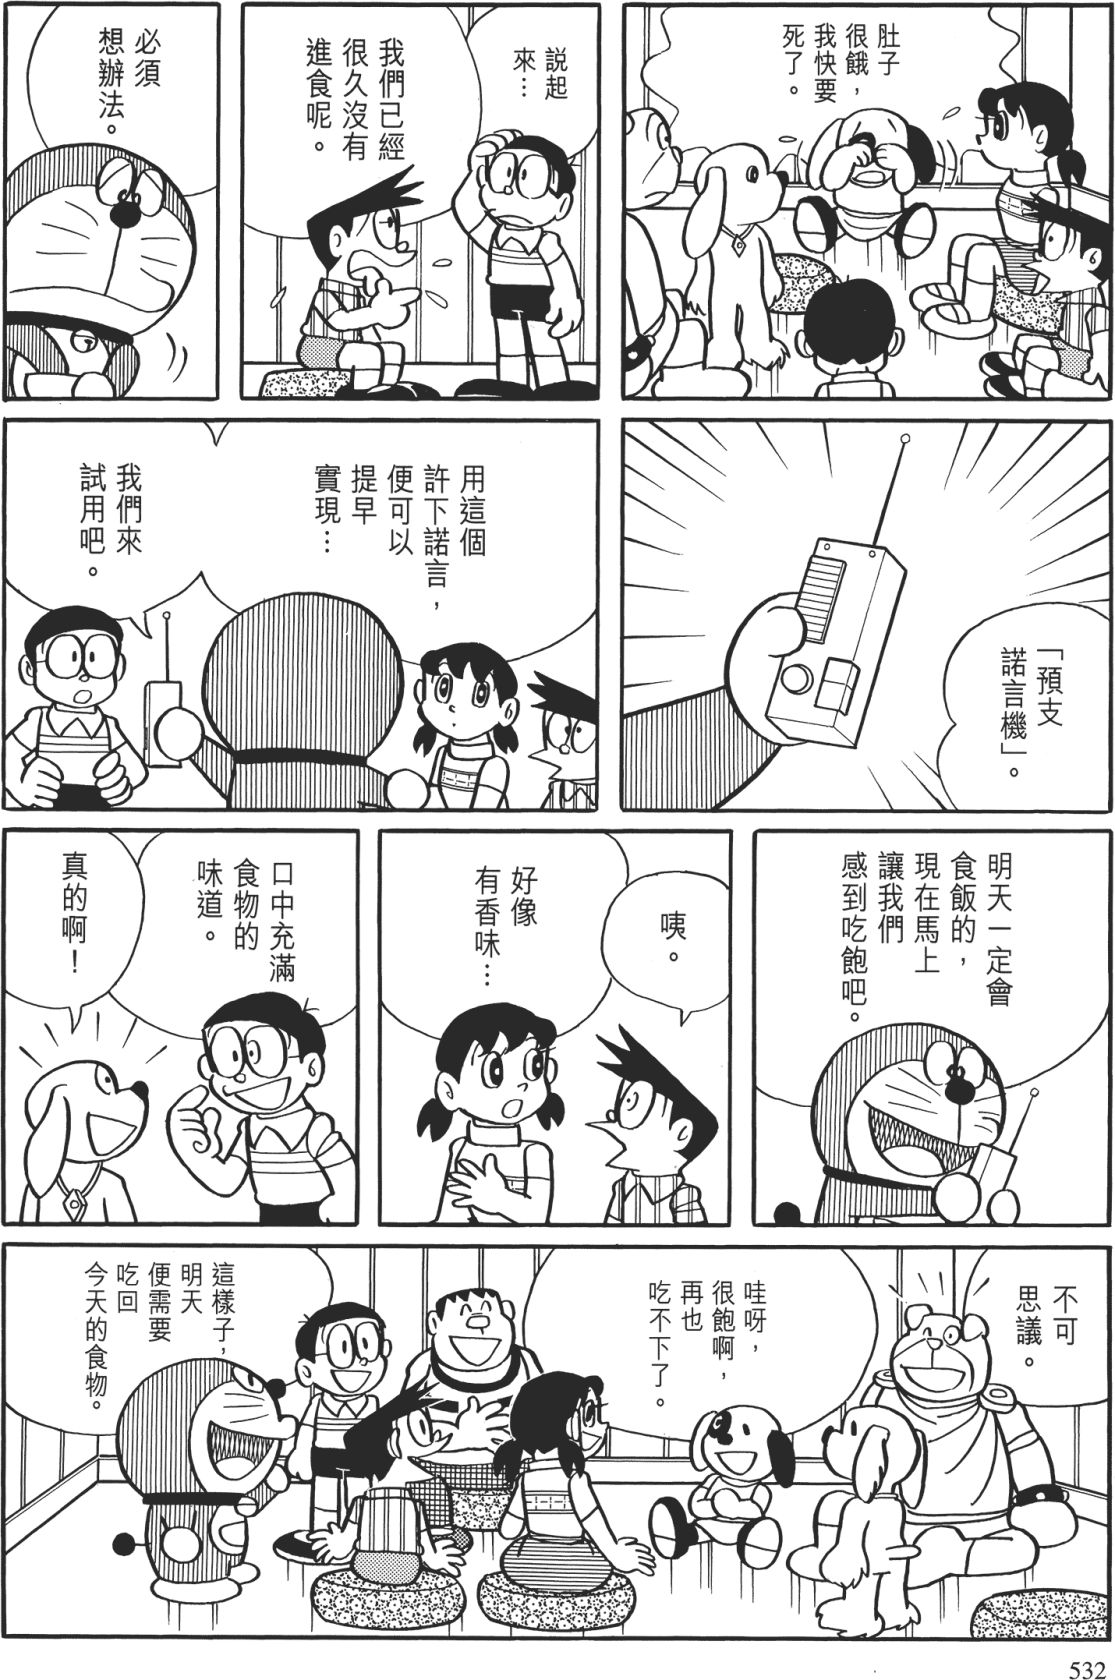 肚子
很餓，
我快要
死了。
說起
來…
我們已經
很久沒有
進食呢。
必須
想辦法。
「預支
諾言機」。
用這個
許下諾言，
便可以
提早
實現…
我們來
試用吧。
明天一定會
食飯的，
現在馬上
讓我們
感到吃飽吧。
咦。
好像
有香味…
口中充滿
食物的
味道。
真的啊！
不可
思議。
哇呀，
很飽啊，
再也
吃不下了。
這樣子，
明天
便需要
吃回
今天的食物。
532